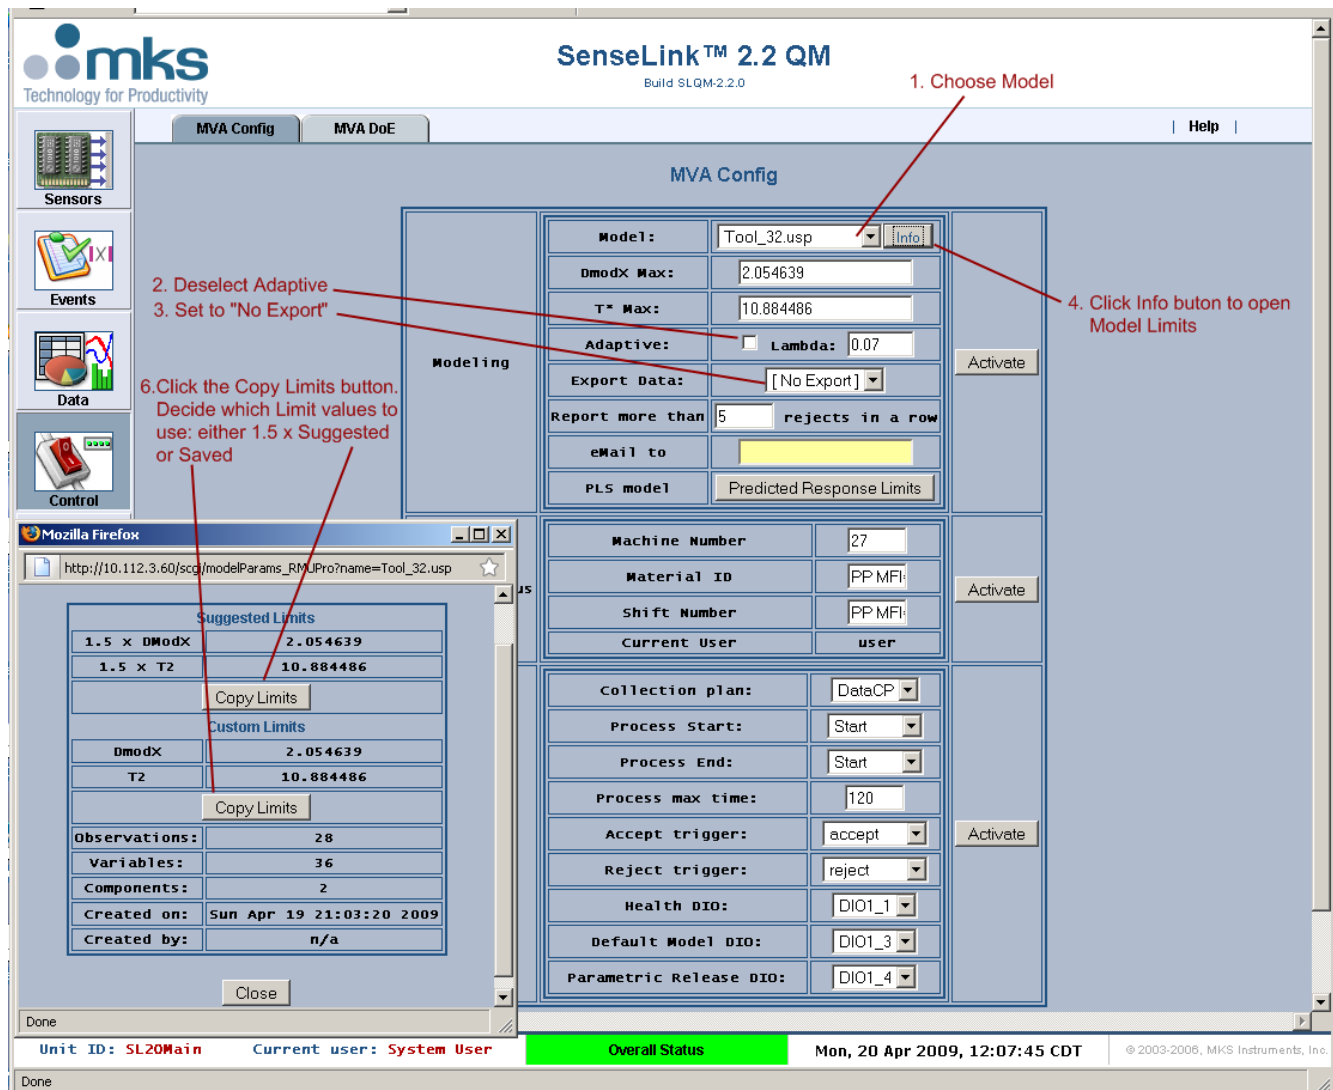 mks
Technology for Productivity
SenseLink™ 2.2 QM
Build SLQM-2.2.0
1. Choose Model
MVA Config
MVA DoE
| Help |
Sensors
Events
Data
Control
MVA Config
Modeling
Model: Tool_32.usp Info
DmodX Max: 2.054639
T* Max: 10.884486
Adaptive: Lambda: 0.07
Export Data: [No Export]
Report more than 5 rejects in a row
eMail to
PLS model Predicted Response Limits
Activate
2. Deselect Adaptive
3. Set to "No Export"
4. Click Info buton to open
Model Limits
6.Click the Copy Limits button.
Decide which Limit values to
use: either 1.5 x Suggested
or Saved
us
Machine Number 27
Material ID PP MFI
Shift Number PP MFI
Current User user
Activate
Collection plan: DataCP
Process Start: Start
Process End: Start
Process max time: 120
Accept trigger: accept
Reject trigger: reject
Health DIO: DIO1_1
Default Model DIO: DIO1_3
Parametric Release DIO: DIO1_4
Activate
Mozilla Firefox
http://10.112.3.60/scgi/modelParams_RMUPro?name=Tool_32.usp
Suggested Limits
1.5 x DModX 2.054639
1.5 x T2 10.884486
Copy Limits
Custom Limits
DmodX 2.054639
T2 10.884486
Copy Limits
Observations: 28
Variables: 36
Components: 2
Created on: Sun Apr 19 21:03:20 2009
Created by: n/a
Close
Done
Unit ID: SL2OMain
Current user: System User
Overall Status
Mon, 20 Apr 2009, 12:07:45 CDT
© 2003-2006, MKS Instruments, Inc.
Done